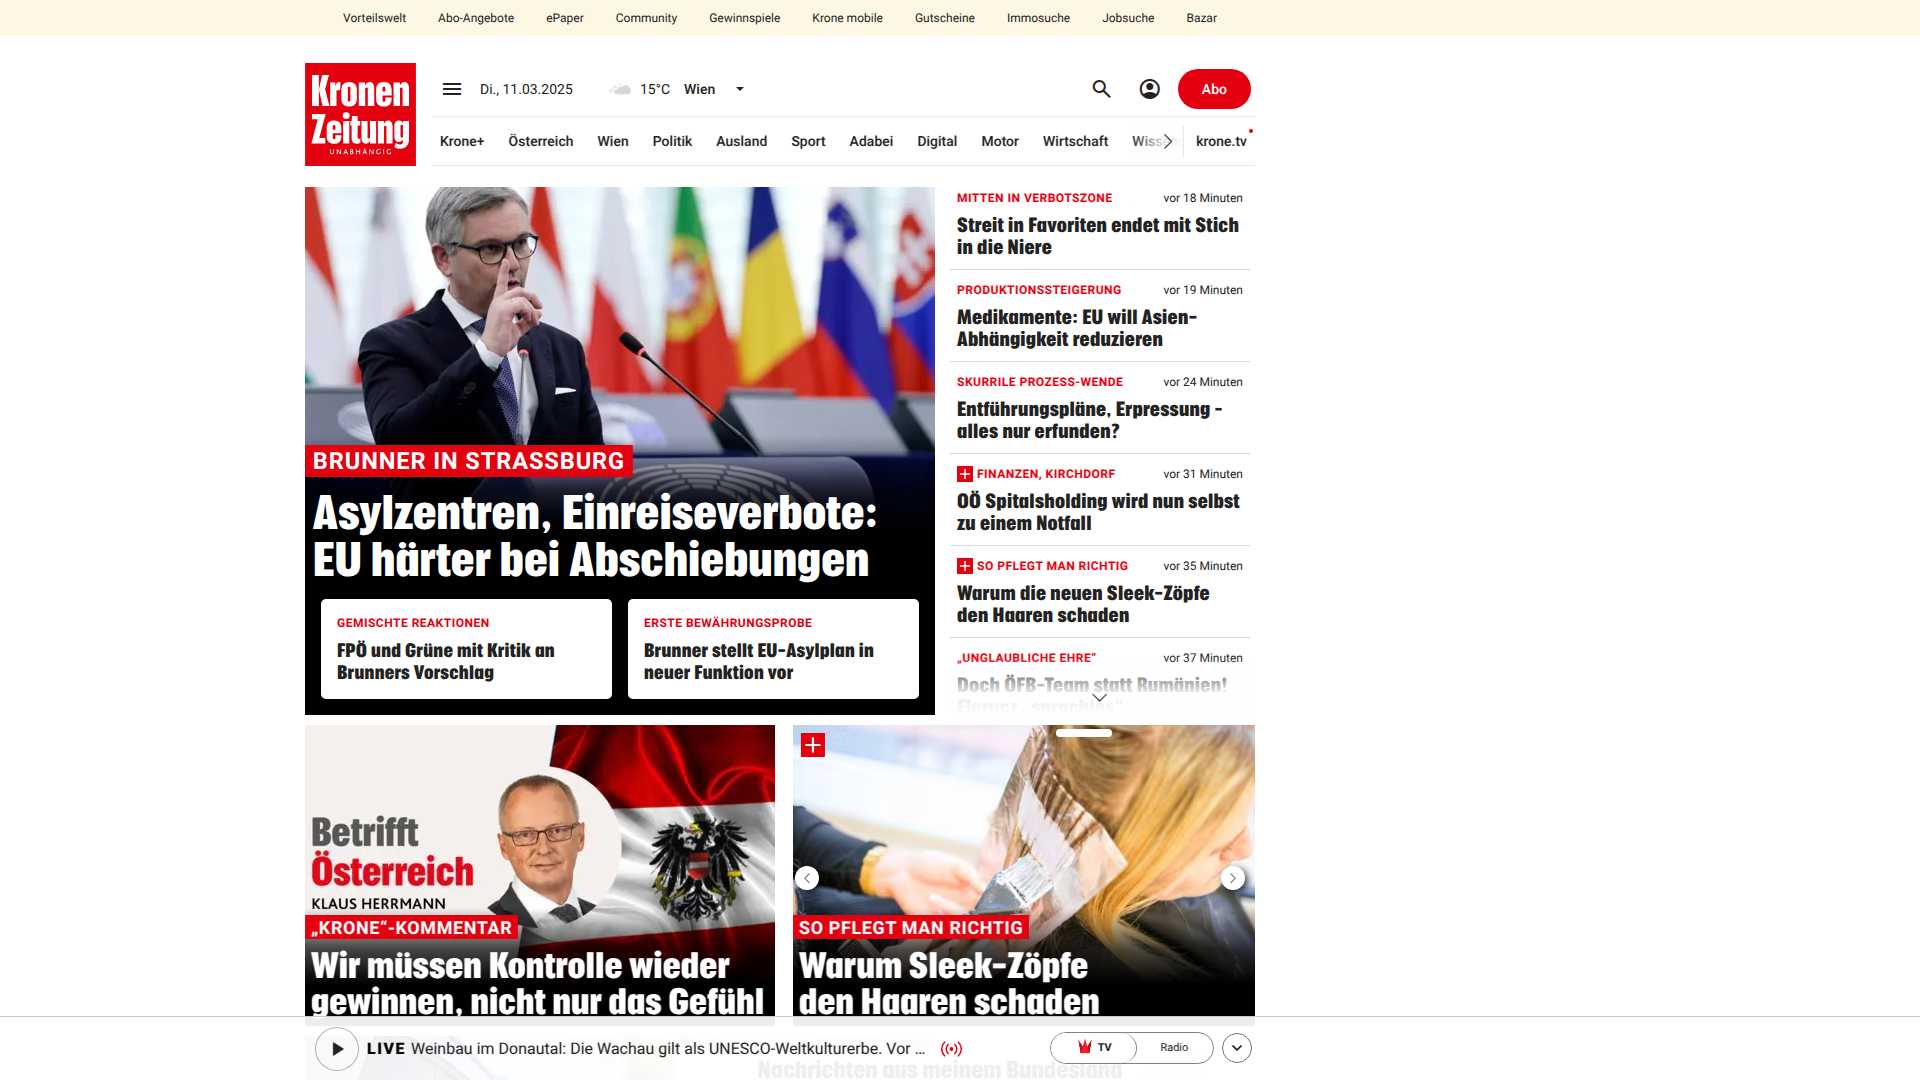 Vorteilswelt Abo-Angebote ePaper Community Gewinnspiele Krone mobile Gutscheine Immosuche Jobsuche Bazar
Kronen
Zeitung
UNABHÄNGIG
Di., 11.03.2025 15°C Wien Abo
Krone+ Österreich Wien Politik Ausland Sport Adabei Digital Motor Wirtschaft krone.tv
BRUNNER IN STRASSBURG
Asylzentren, Einreiseverbote:
EU härter bei Abschiebungen
GEMISCHTE REAKTIONEN
FPÖ und Grüne mit Kritik an
Brunners Vorschlag
ERSTE BEWÄHRUNGSPROBE
Brunner stellt EU-Asylplan in
neuer Funktion vor
MITTEN IN VERBOTSZONE vor 18 Minuten
Streit in Favoriten endet mit Stich
in die Niere
PRODUKTIONSSTEIGERUNG vor 19 Minuten
Medikamente: EU will Asien-
Abhängigkeit reduzieren
SKURRILE PROZESS-WENDE vor 24 Minuten
Entführungspläne, Erpressung -
alles nur erfunden?
FINANZEN, KIRCHDORF vor 31 Minuten
OÖ Spitalsholding wird nun selbst
zu einem Notfall
SO PFLEGT MAN RICHTIG vor 35 Minuten
Warum die neuen Sleek-Zöpfe
den Haaren schaden
„UNGLAUBLICHE EHRE“ vor 37 Minuten
Doch ÖFB-Team statt Rumänien!
Betrifft
Österreich
KLAUS HERRMANN
„KRONE“-KOMMENTAR
Wir müssen Kontrolle wieder
gewinnen, nicht nur das Gefühl
SO PFLEGT MAN RICHTIG
Warum Sleek-Zöpfe
den Haaren schaden
LIVE Weinbau im Donautal: Die Wachau gilt als UNESCO-Weltkulturerbe. Vor ... TV Radio
Nachrichten aus meinem Bundesland